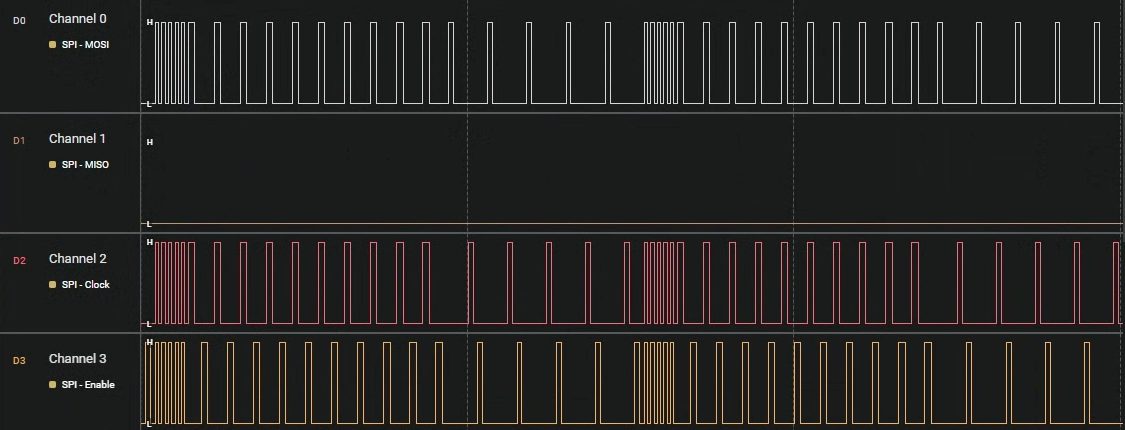 D0 Channel 0 H
SPI - MOSI
L
D1 Channel 1 H
SPI - MISO
L
D2 Channel 2 H
SPI - Clock
L
D3 Channel 3 H
SPI - Enable
L